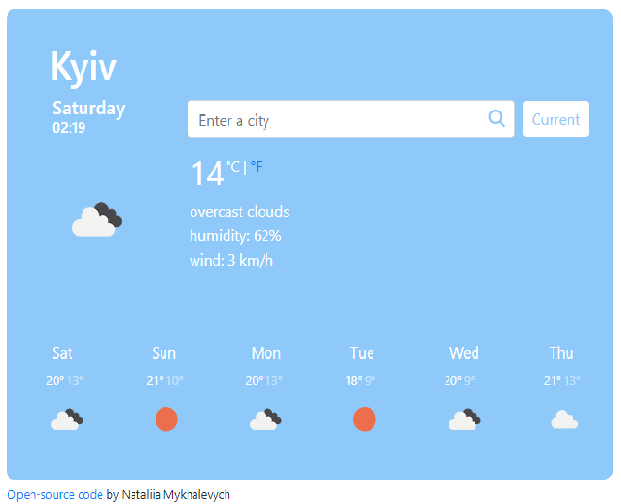 Kyiv
Saturday
02:19
Enter a city
Current
14 °C | °F
overcast clouds
humidity: 62%
wind: 3 km/h
Sat Sun Mon Tue Wed Thu
20° 13° 21° 10° 20° 13° 18° 9° 20° 9° 21° 13°
Open-source code by Nataliia Mykhalevych